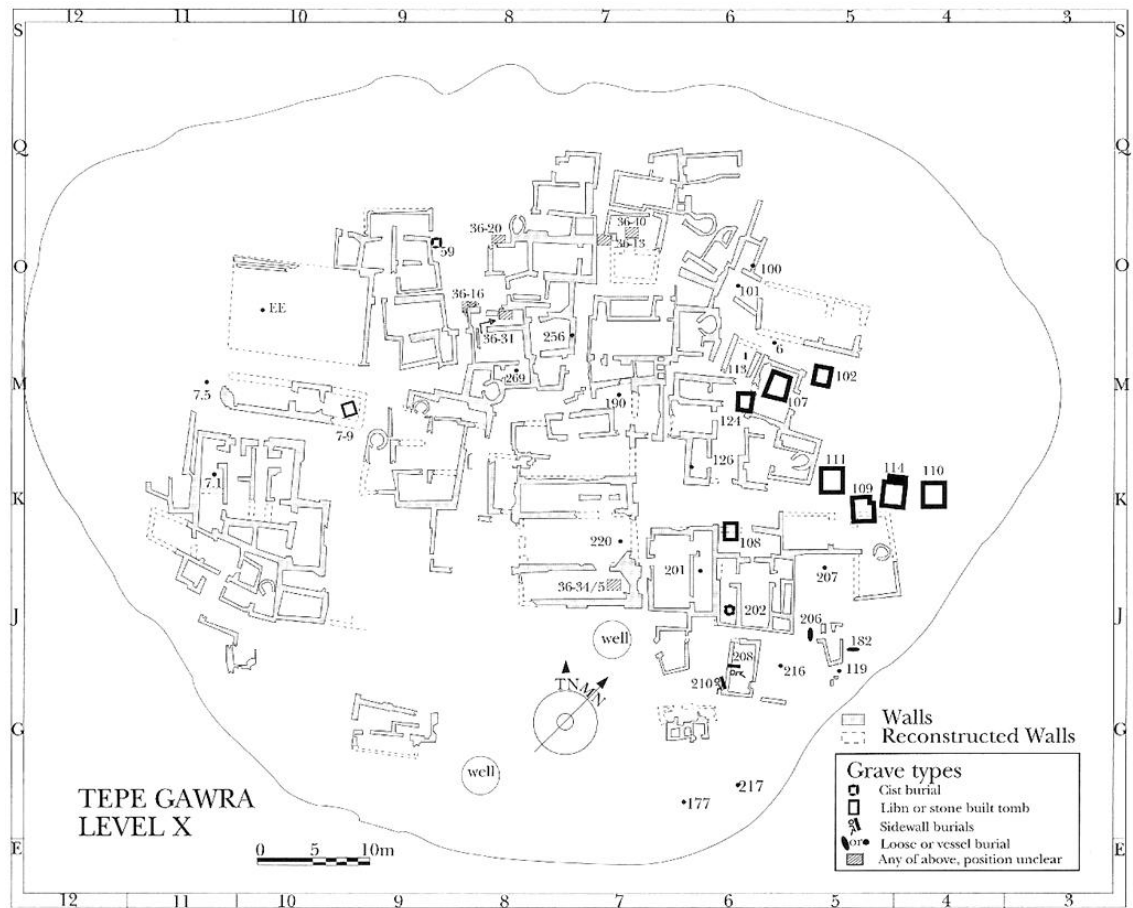 12 11 10 9 8 7 6 5 4 3
S S
Q Q
36-40
36-20 36-13
59
O 100 O
101
36-16
EE
36-31 256 6
113
269 102
M 7.5 M
190 107
7-9 124
126 111 114 110
7.1 109
K K
108
220
201 207
36-34/5
202
J 206 J
well
182
208
TN MN 216
210 119
G Walls G
Reconstructed Walls
well
Grave types
217
Cist burial
177
TEPE GAWRA
Libn or stone built tomb
LEVEL X
Sidewall burials
0 5 10m
or Loose or vessel burial
E Any of above, position unclear E
12 11 10 9 8 7 6 5 4 3